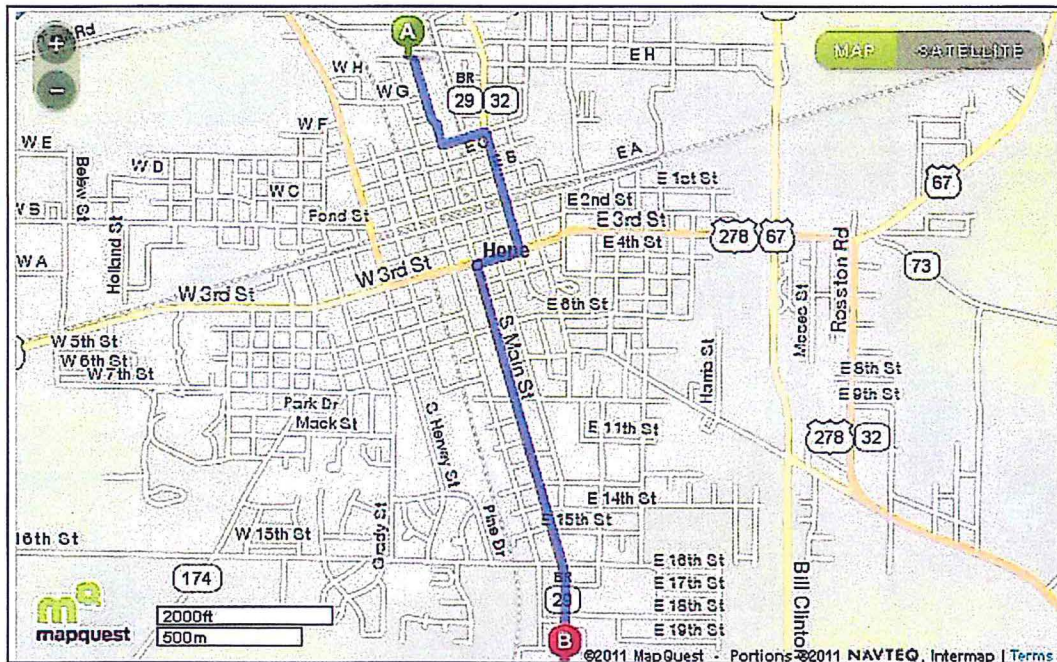 Rd
A
W H
E H
MAP
SATELLITE
W G
BR
29
32
W F
W E
W D
E C
E B
E A
Belew St
W C
E 1st St
67
W B
Fond St
E 2nd St
E 3rd St
278
67
Hope
E 4th St
W A
Holland St
W 3rd St
Rosston Rd
73
W 3rd St
E 6th St
S Main St
Moses St
W 5th St
W 6th St
W 7th St
Harris St
E 8th St
E 9th St
Park Dr
Mack St
S Hervey St
E 11th St
278
32
E 14th St
Grady St
E 15th St
Pine Dr
W 15th St
16th St
E 16th St
174
BR
29
E 17th St
E 18th St
E 19th St
Bill Clinton
mapquest
2000ft
500m
B
©2011 MapQuest - Portions ©2011 NAVTEQ, Intermap | Terms